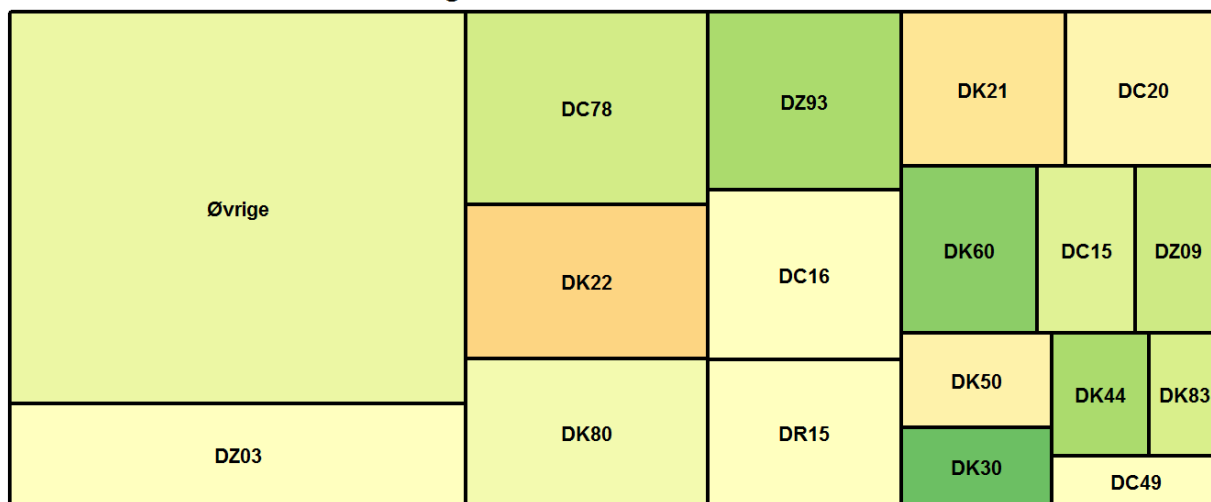 Øvrige
DZ03
DC78
DK22
DK80
DZ93
DC16
DR15
DK21
DC20
DK60
DC15
DZ09
DK50
DK30
DK44
DK83
DC49